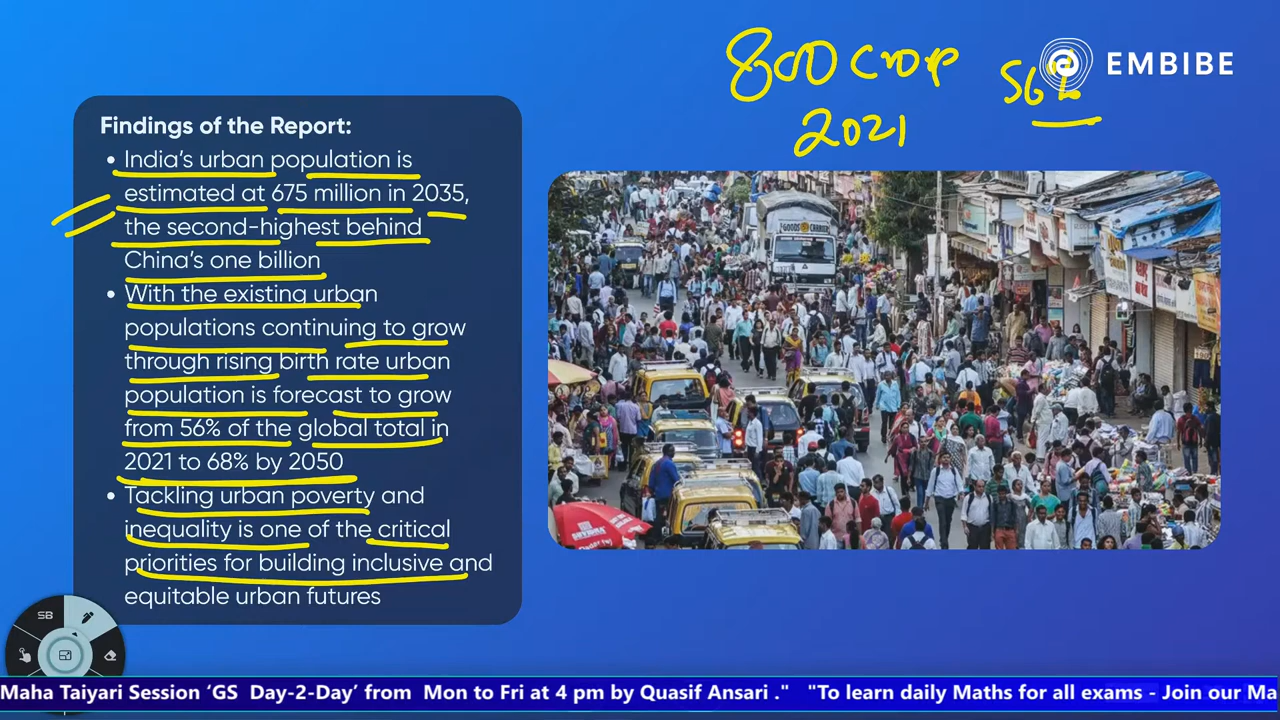 800 crop
2021
56%
EMBIBE
Findings of the Report:
• India's urban population is
estimated at 675 million in 2035,
the second-highest behind
China's one billion
• With the existing urban
populations continuing to grow
through rising birth rate urban
population is forecast to grow
from 56% of the global total in
2021 to 68% by 2050
• Tackling urban poverty and
inequality is one of the critical
priorities for building inclusive and
equitable urban futures
GOODS CARRIER
SB
Maha Taiyari Session ‘GS Day-2-Day’ from Mon to Fri at 4 pm by Quasif Ansari ." "To learn daily Maths for all exams - Join our Ma